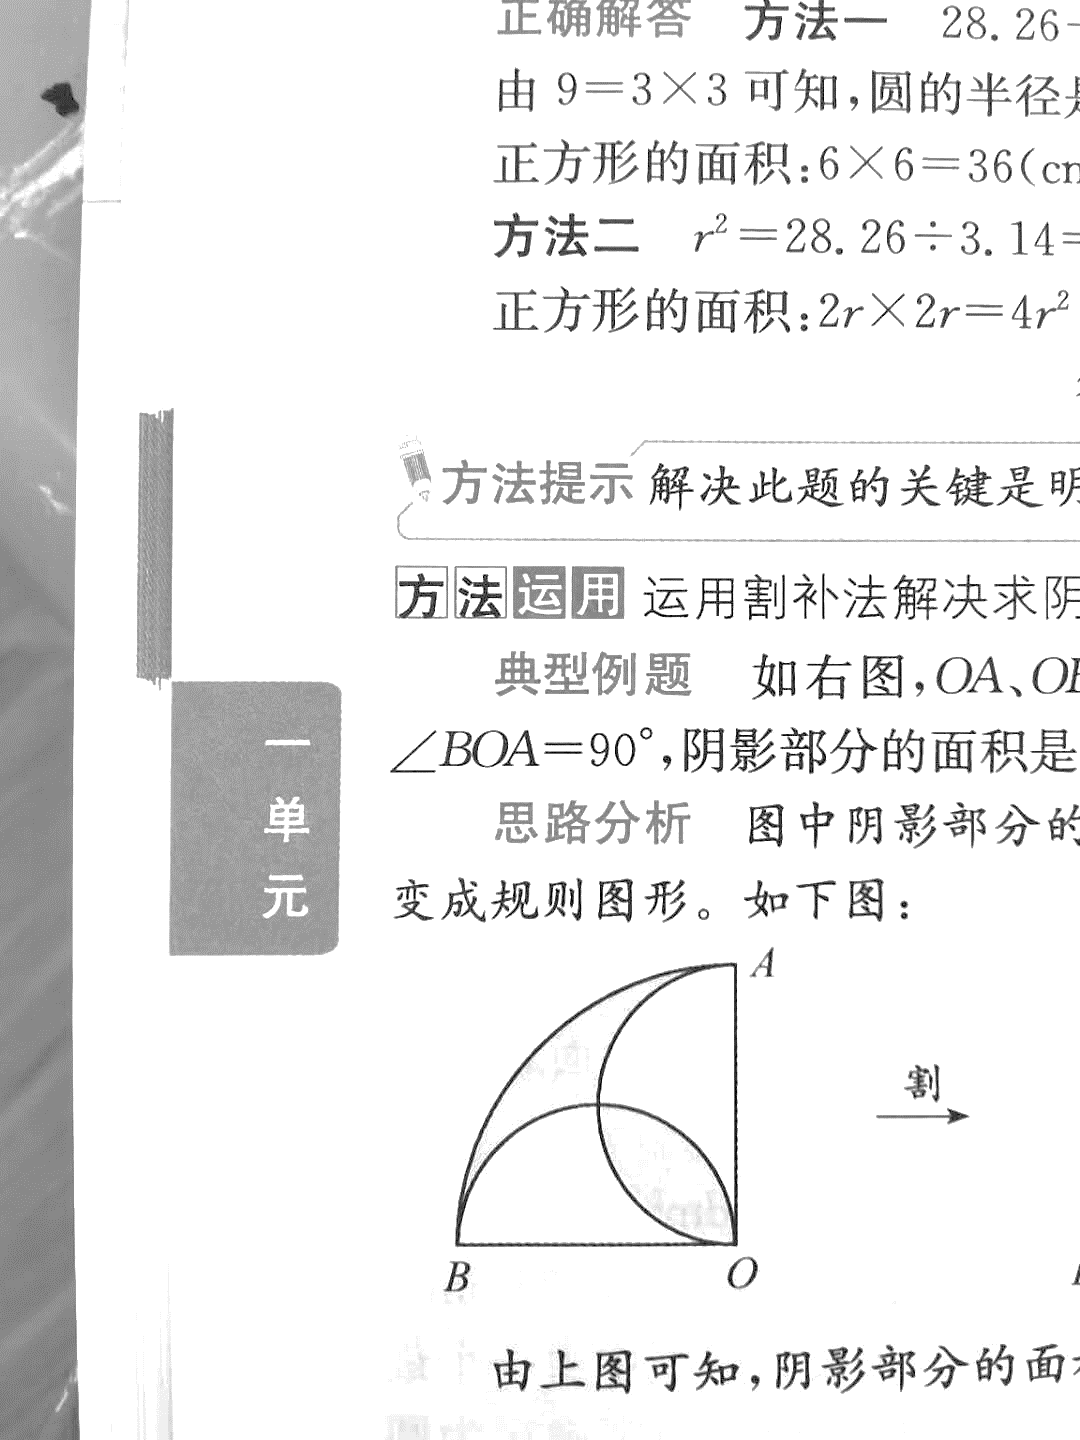 正确解答 方法一 28.26
由 9=3×3 可知,圆的半径是
正方形的面积:6×6=36(cm
方法二 r²=28.26÷3.14=
正方形的面积:2r×2r=4r²
方法提示 解决此题的关键是明
方法运用 运用割补法解决求阴
典型例题 如右图,OA、OB
∠BOA=90°,阴影部分的面积是
思路分析 图中阴影部分的
变成规则图形。如下图:
一单元
A
割
B
O
由上图可知,阴影部分的面积